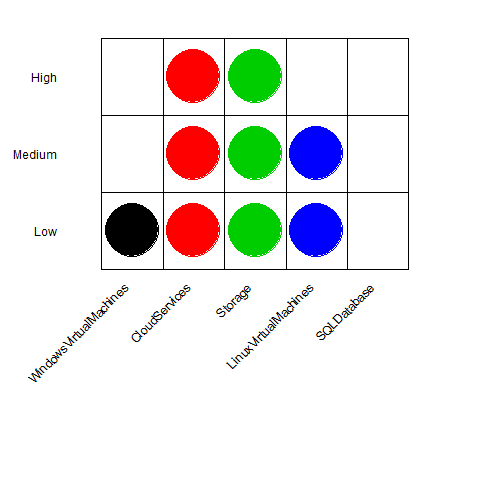 High
Medium
Low
WindowsVirtualMachines
CloudServices
Storage
LinuxVirtualMachines
SQLDatabase